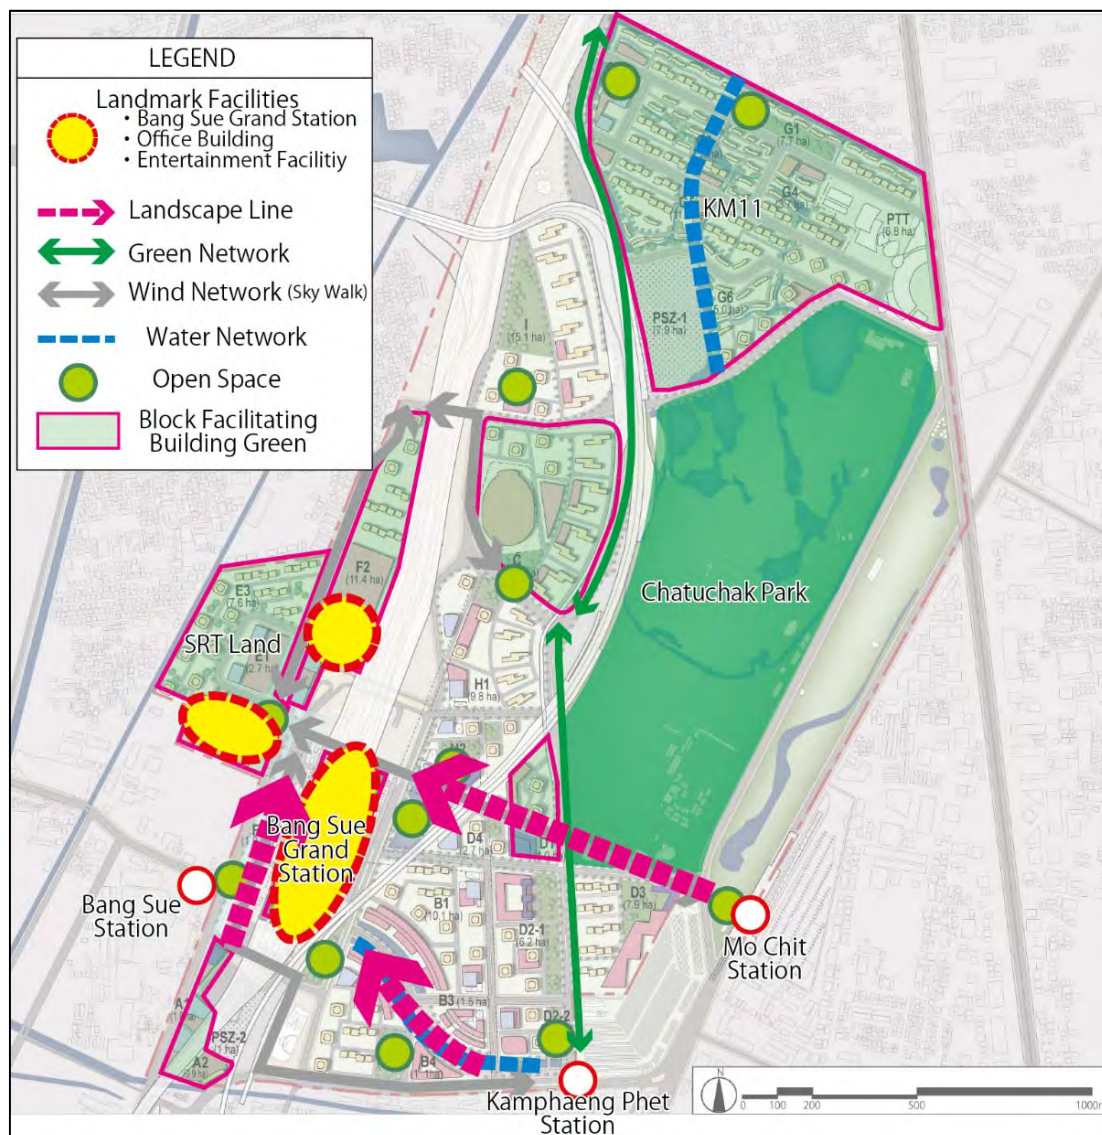 LEGEND
Landmark Facilities
・Bang Sue Grand Station
・Office Building
・Entertainment Facilitiy
Landscape Line
Green Network
Wind Network (Sky Walk)
Water Network
Open Space
Block Facilitating
Building Green
G1
(7.7 ha)
G4
KM11
PTT
(6.8 ha)
PSZ-1
(7.9 ha)
G6
I
(15.1 ha)
C
F2
(11.4 ha)
E3
(7.6 ha)
SRT Land
E1
(2.7 ha)
Chatuchak Park
H1
(9.8 ha)
Bang Sue
Grand
Station
D4
(2.7 ha)
D1
Bang Sue
Station
B1
(10.1 ha)
D2-1
(6.2 ha)
D3
(7.9 ha)
Mo Chit
Station
B3 (1.5 ha)
D2-2
A1
PSZ-2
(1 ha)
A2
B4
Kamphaeng Phet
Station
N
0 100 200 500 1000m